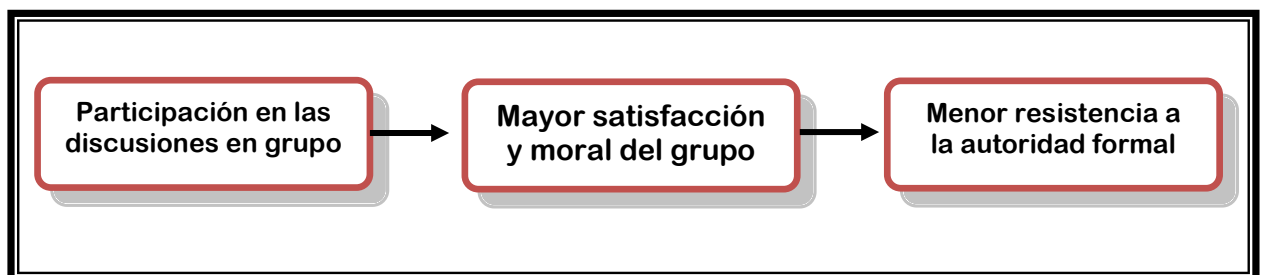 Participación en las
discusiones en grupo
Mayor satisfacción
y moral del grupo
Menor resistencia a
la autoridad formal